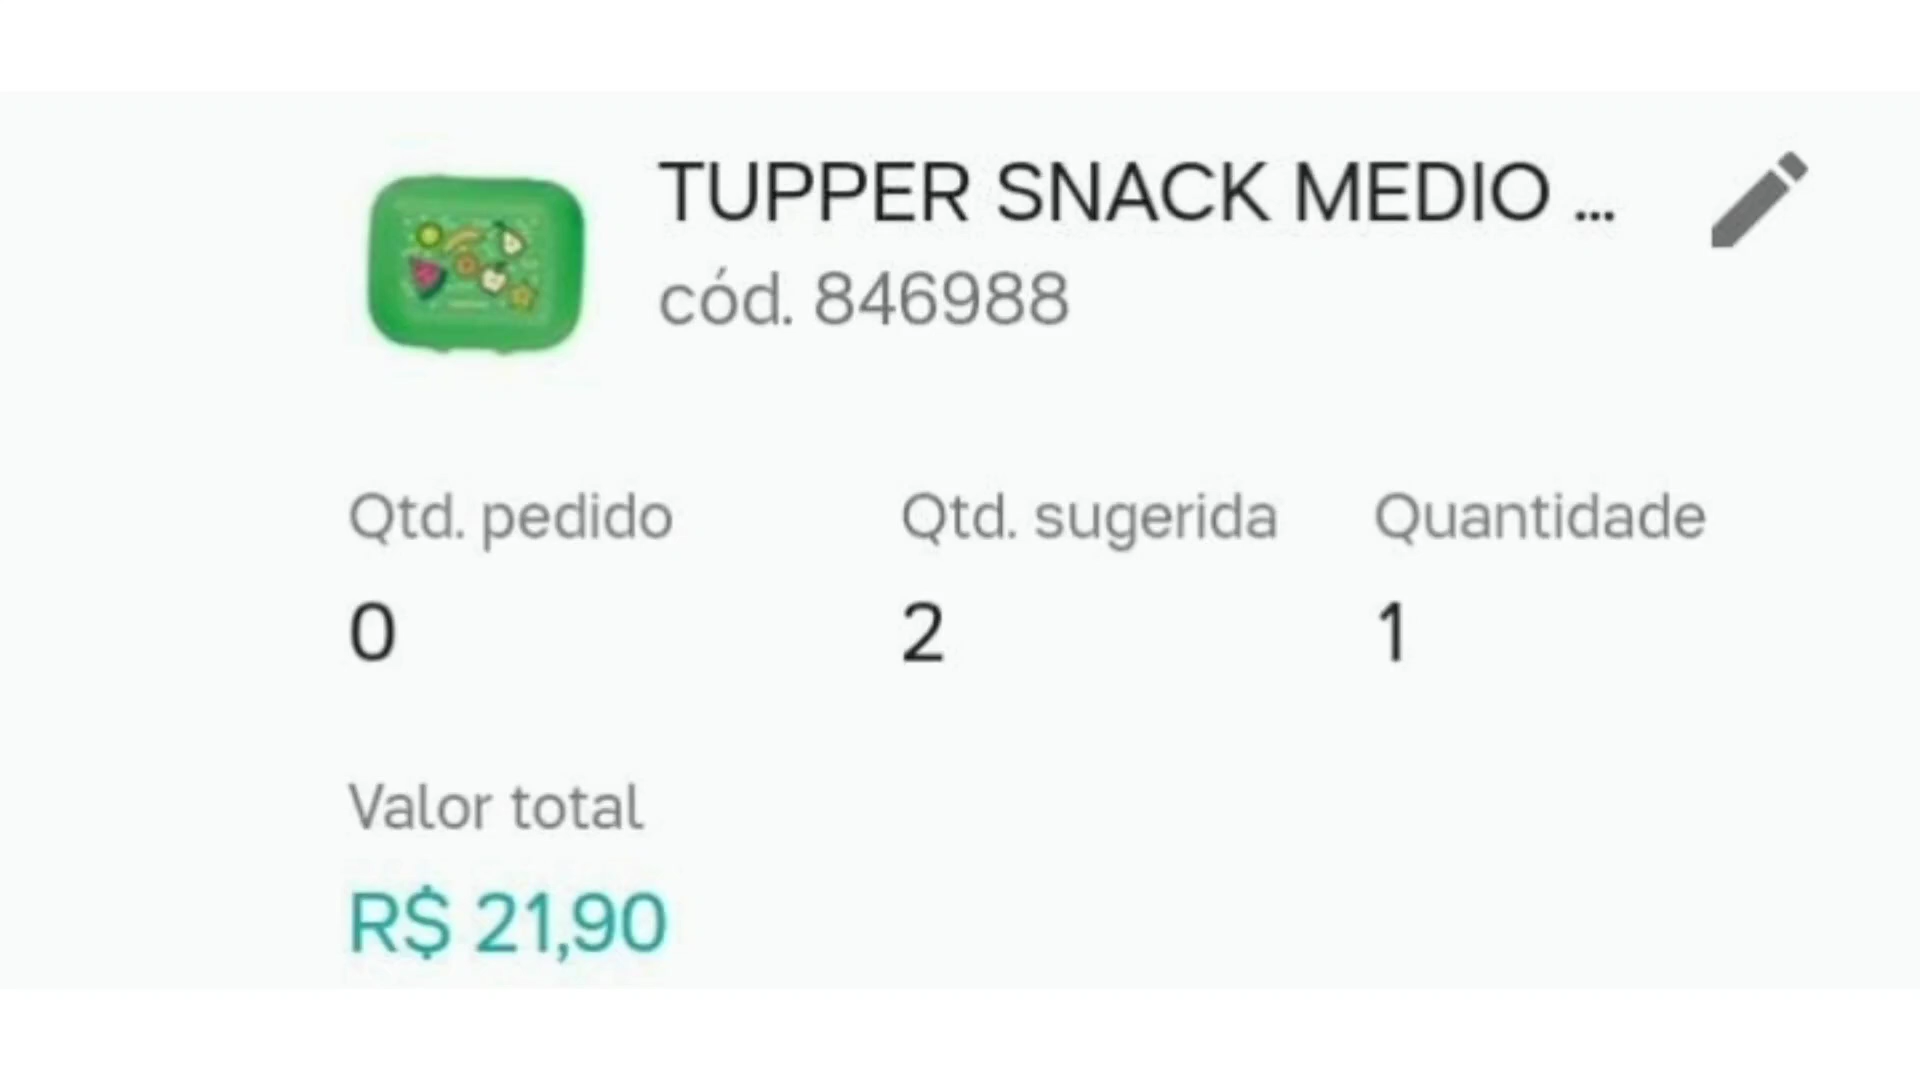 TUPPER SNACK MEDIO ...
cód. 846988
Qtd. pedido Qtd. sugerida Quantidade
0 2 1
Valor total
R$ 21,90